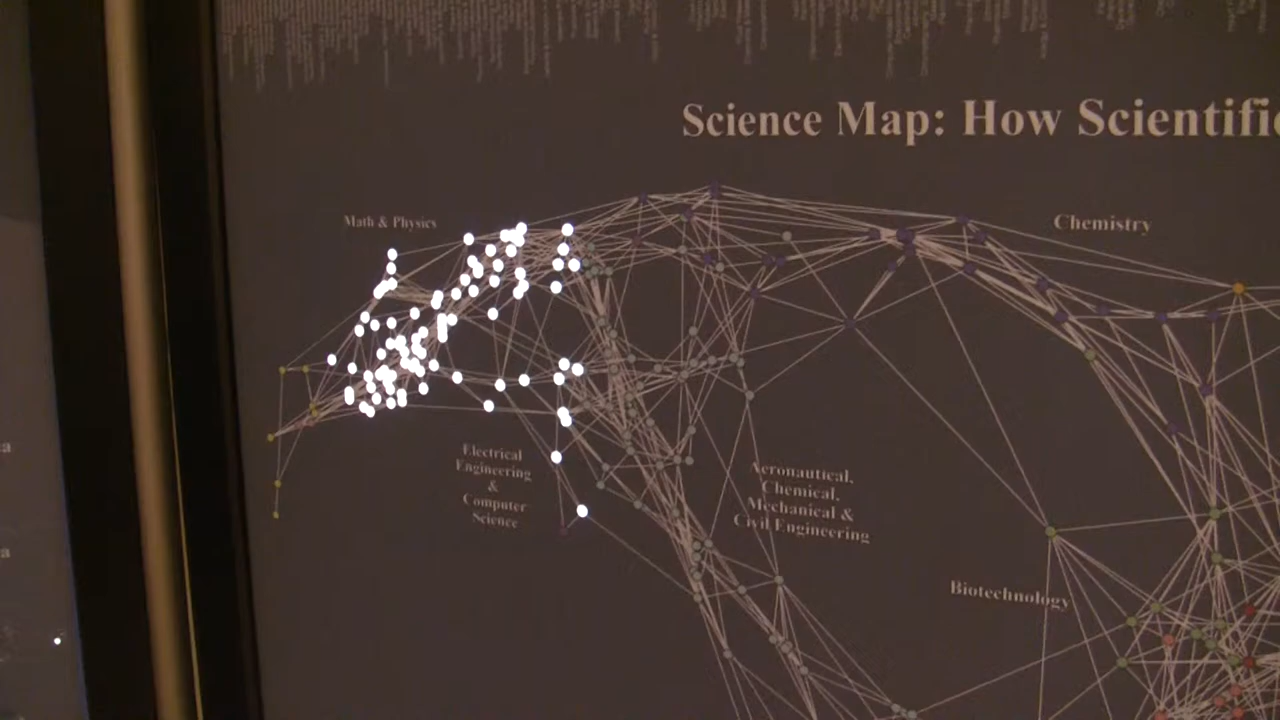 Science Map: How Scientific
Math & Physics
Chemistry
Electrical
Engineering
&
Computer
Science
Aeronautical,
Chemical,
Mechanical &
Civil Engineering
Biotechnology
a
a